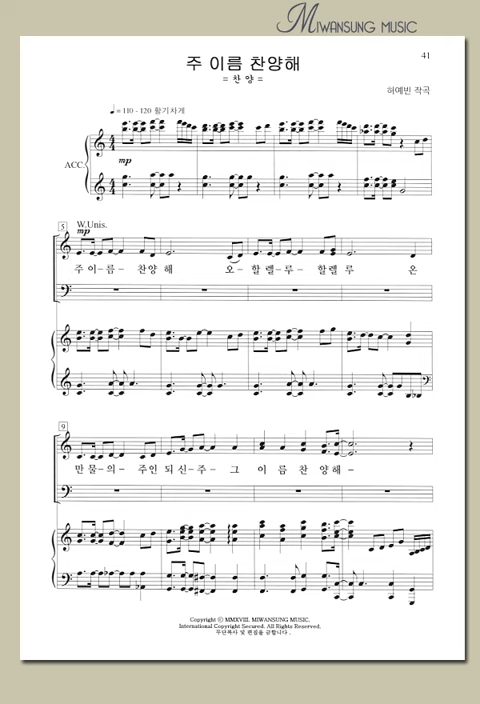 MIWANSUNG MUSIC
41
주 이름 찬양해
= 찬 양 =
허예빈 작곡
♩ = 110 - 120 활기차게
ACC.
mp
5
W.Unis.
mp
주 이-름- 찬양 해 오-할렐-루-할렐 루 온
9
만 물-의- 주인 되신-주-그 이 름 찬 양해-
Copyright ⓒ MMXVIII. MIWANSUNG MUSIC.
International Copyright Secured. All Rights Reserved.
무단복사 및 편집을 금합니다 .